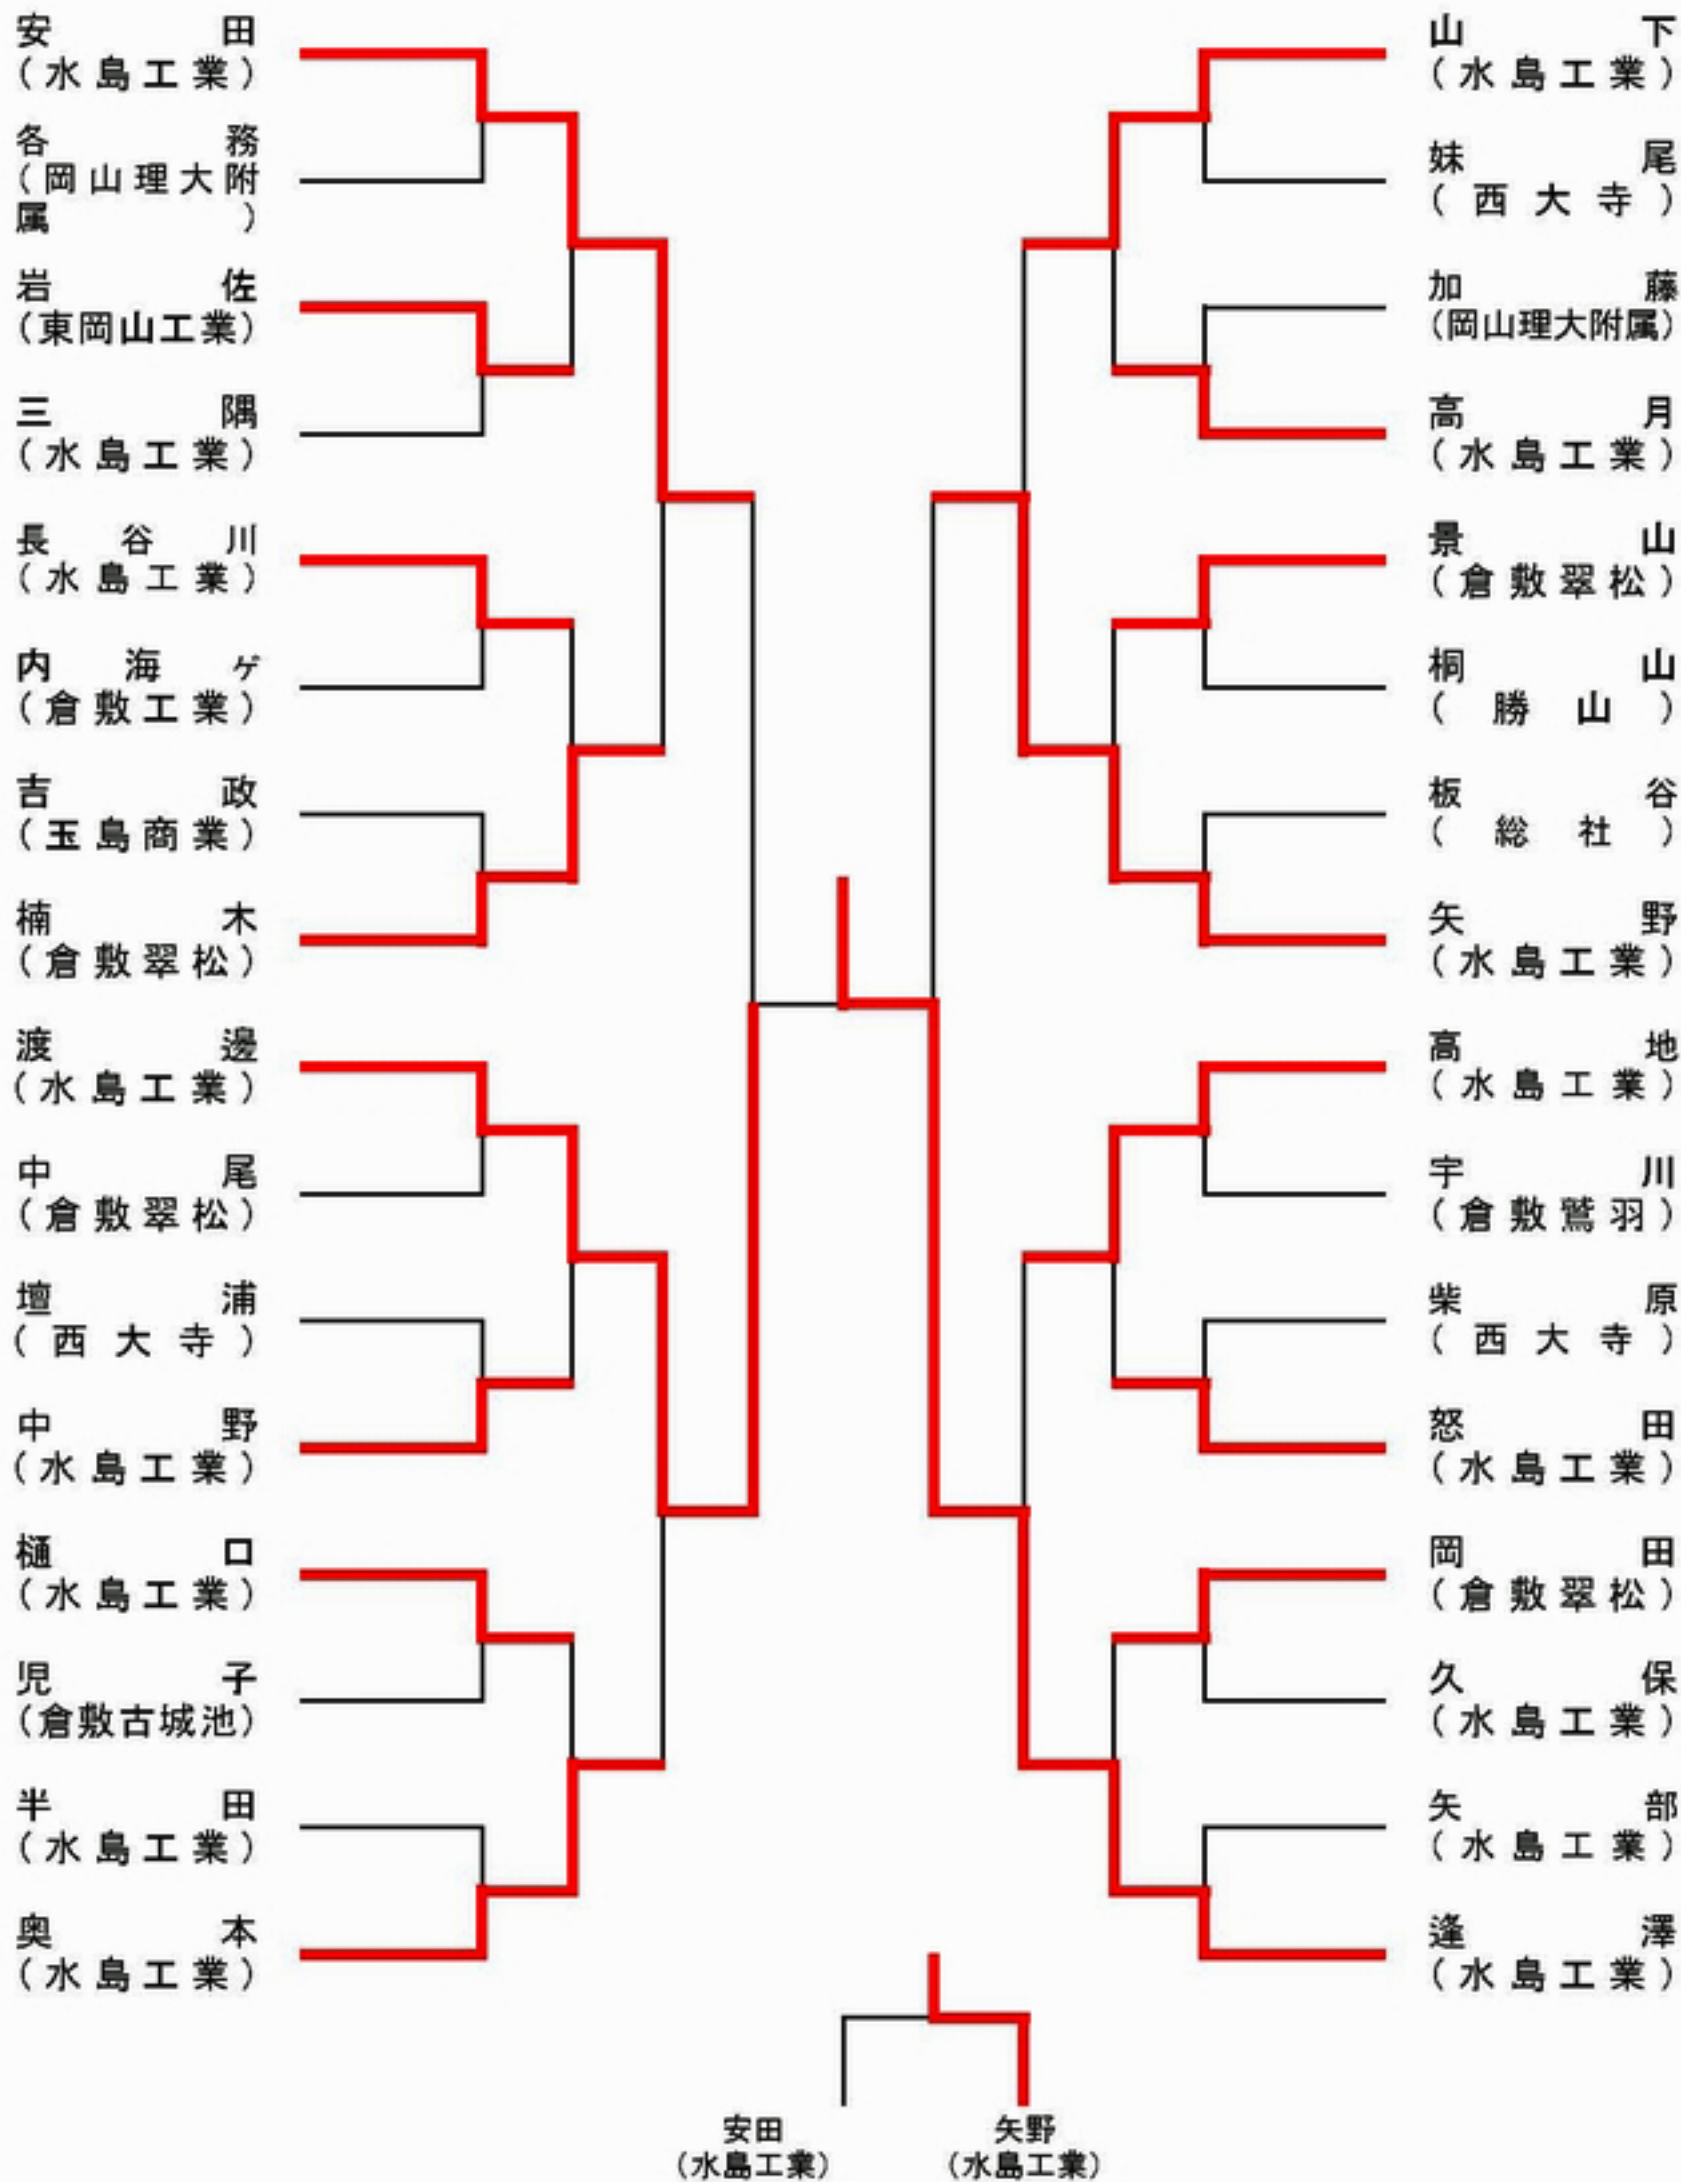 安田
(水島工業)
各務
(岡山理大附
属)
岩佐
(東岡山工業)
三隅
(水島工業)
長谷川
(水島工業)
内海ゲ
(倉敷工業)
吉政
(玉島商業)
楠木
(倉敷翠松)
渡邊
(水島工業)
中尾
(倉敷翠松)
壇浦
(西大寺)
中野
(水島工業)
樋口
(水島工業)
児子
(倉敷古城池)
半田
(水島工業)
奥本
(水島工業)
山下
(水島工業)
妹尾
(西大寺)
加藤
(岡山理大附属)
高月
(水島工業)
景山
(倉敷翠松)
桐山
(勝山)
板谷
(総社)
矢野
(水島工業)
高地
(水島工業)
宇川
(倉敷鷲羽)
柴原
(西大寺)
怒田
(水島工業)
岡田
(倉敷翠松)
久保
(水島工業)
矢部
(水島工業)
逢澤
(水島工業)
安田
(水島工業)
矢野
(水島工業)